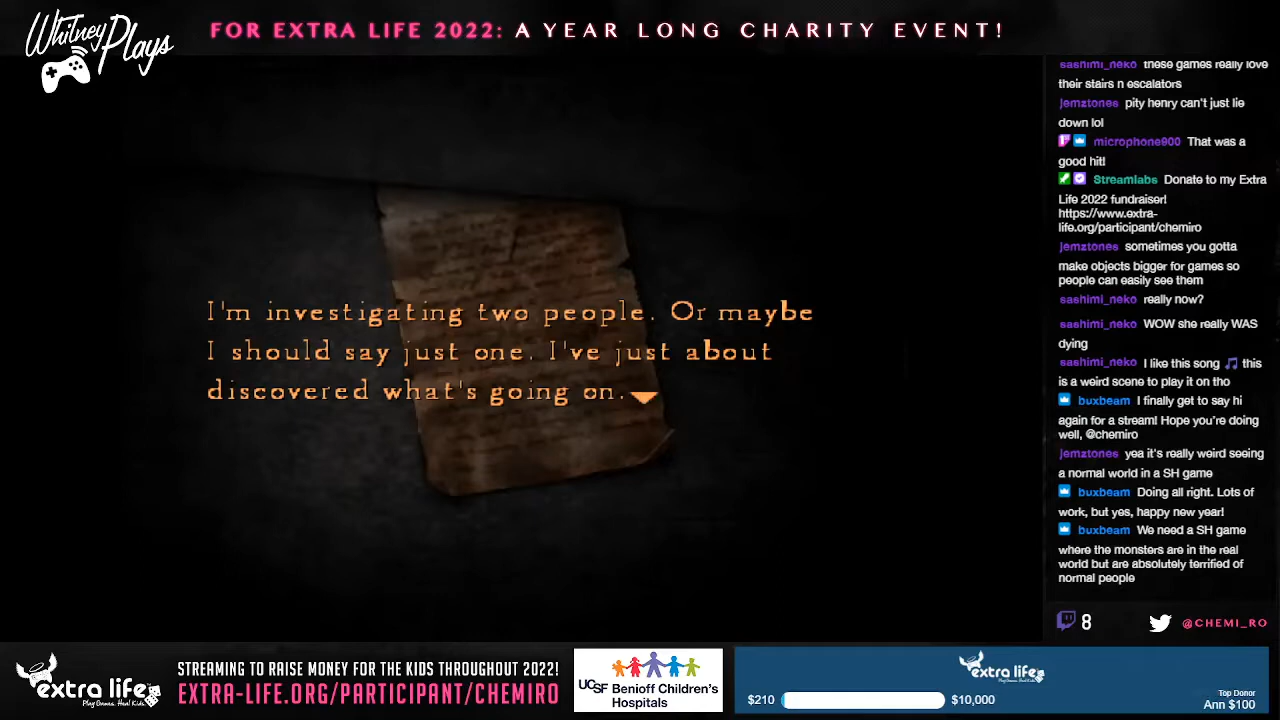 Whitney Plays
FOR EXTRA LIFE 2022: A YEAR LONG CHARITY EVENT!
I'm investigating two people. Or maybe
I should say just one. I've just about
discovered what's going on.
sashimi_neko these games really love
their stairs n escalators
jemztones pity henry can't just lie
down lol
microphone900 That was a
good hit!
Streamlabs Donate to my Extra
Life 2022 fundraiser!
https://www.extra-
life.org/participant/chemiro
jemztones sometimes you gotta
make objects bigger for games so
people can easily see them
sashimi_neko really now?
sashimi_neko WOW she really WAS
dying
sashimi_neko I like this song 🎵 this
is a weird scene to play it on tho
buxbeam I finally get to say hi
again for a stream! Hope you're doing
well, @chemiro
jemztones yea it's really weird seeing
a normal world in a SH game
buxbeam Doing all right. Lots of
work, but yes, happy new year!
buxbeam We need a SH game
where the monsters are in the real
world but are absolutely terrified of
normal people
8
@CHEMI_RO
extra life
Play Games. Heal Kids.
STREAMING TO RAISE MONEY FOR THE KIDS THROUGHOUT 2022!
EXTRA-LIFE.ORG/PARTICIPANT/CHEMIRO
UCSF Benioff Children's
Hospitals
extra life
$210
$10,000
Top Donor
Ann $100